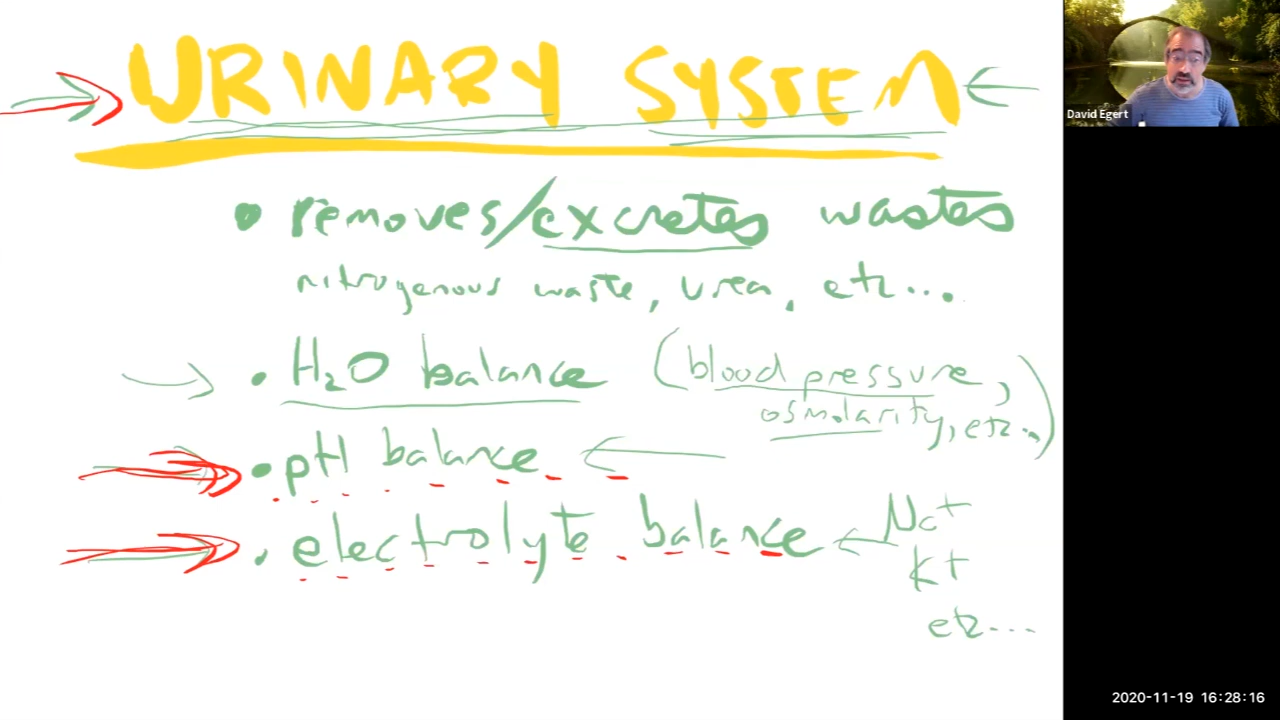 URINARY SYSTEM
David Egert
• removes/excretes wastes
nitrogenous waste, urea, etc...
• H₂O balance (blood pressure,
osmolarity, etc...)
• pH balance
• electrolyte balance Na+
K+
etc...
2020-11-19 16:28:16